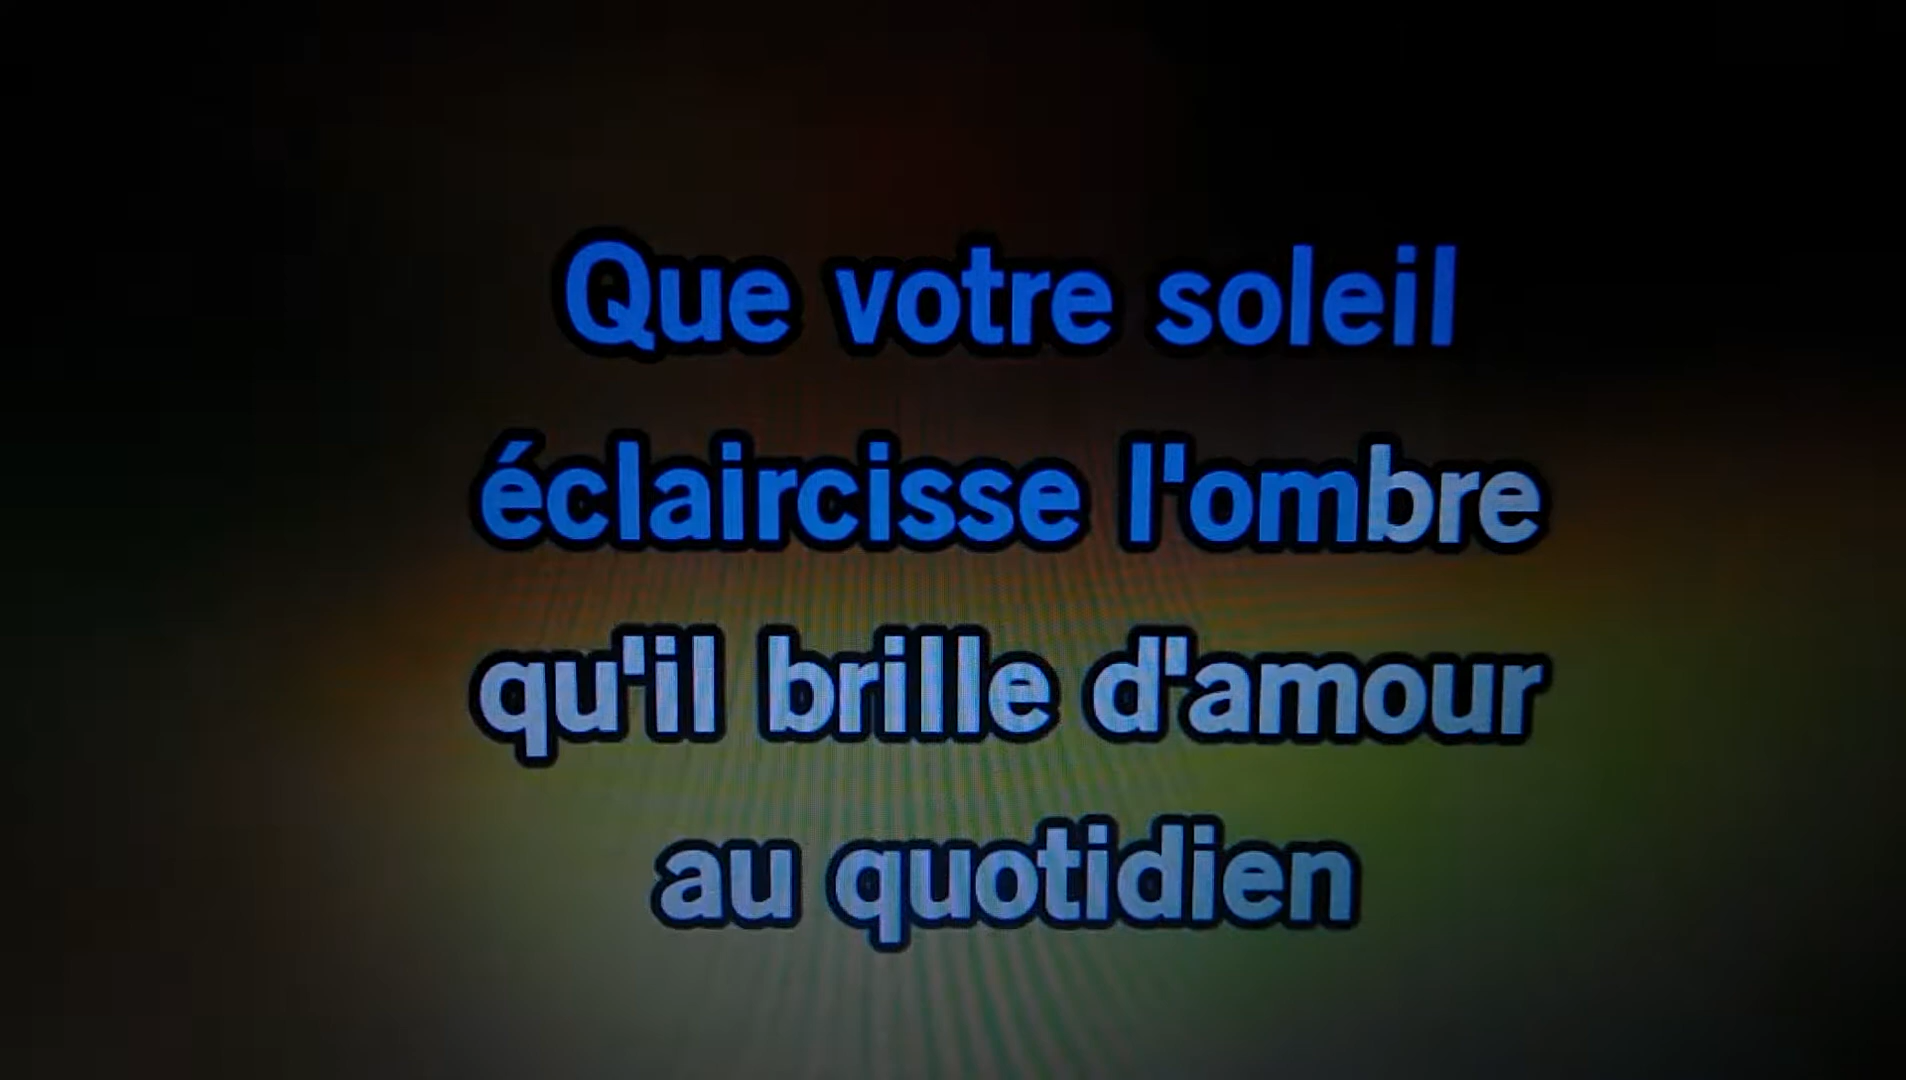 Que votre soleil
éclaircisse l'ombre
qu'il brille d'amour
au quotidien